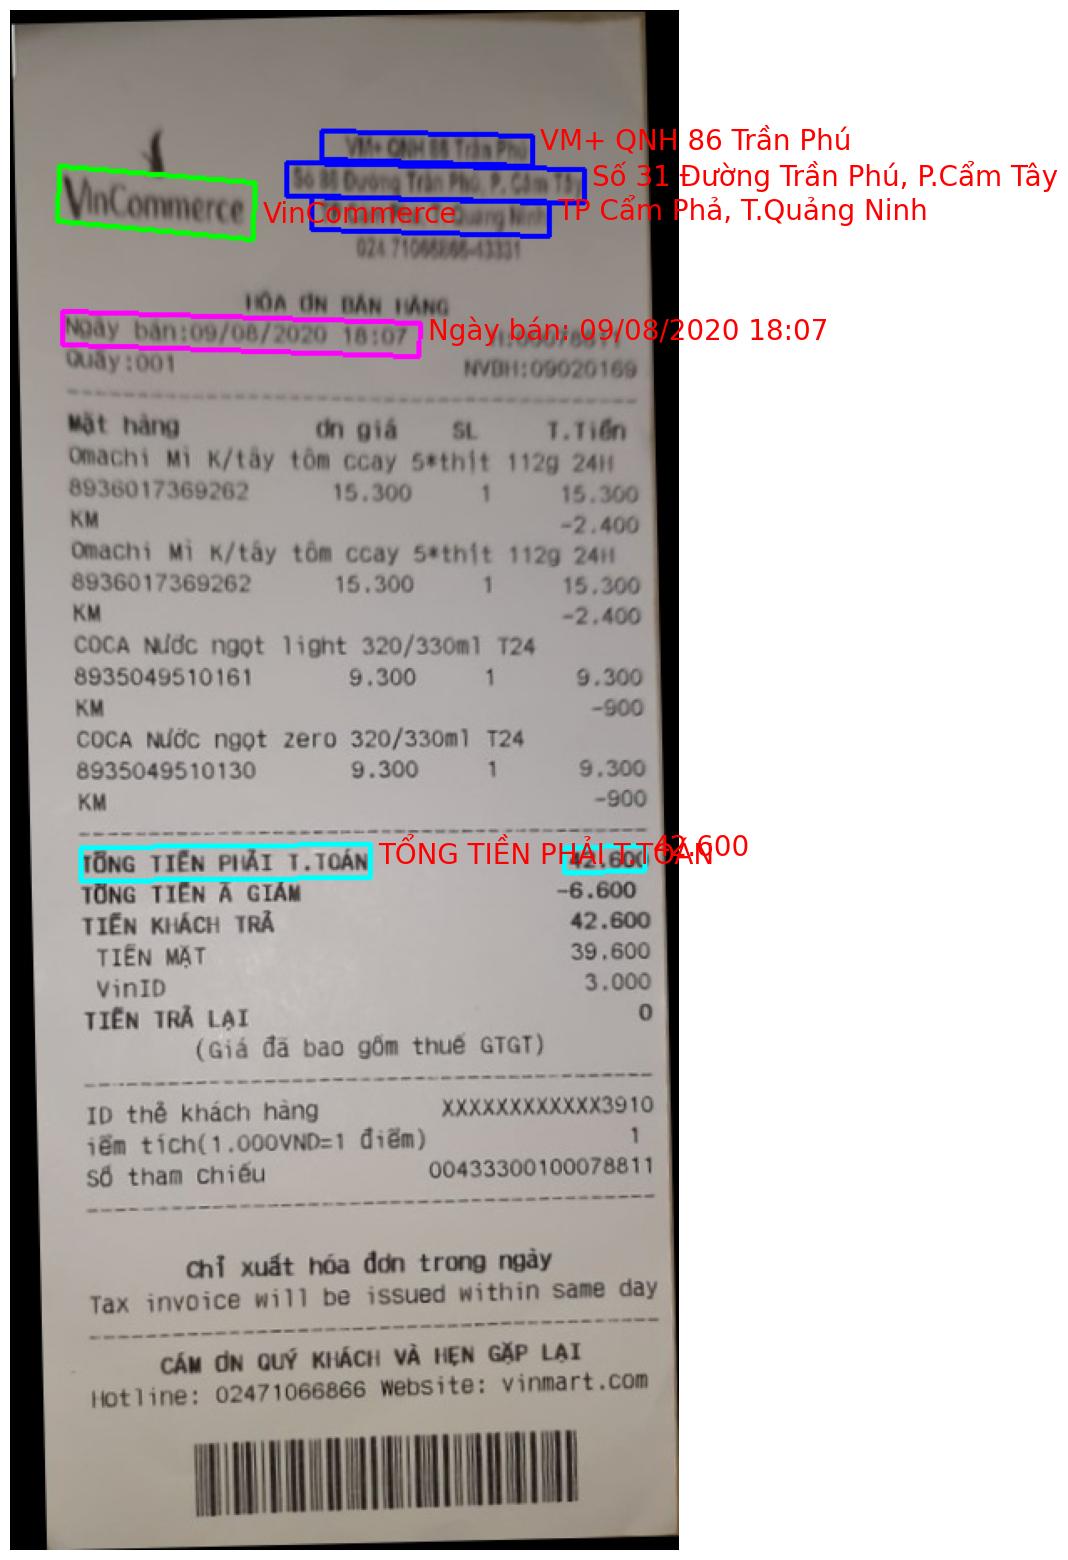 VM+ QNH 86 Trần Phú VM+ QNH 86 Trần Phú
Số 86 Đường Trần Phú, P. Cẩm Tây Số 31 Đường Trần Phú, P.Cẩm Tây
VinCommerce VinCommerce Quảng Ninh TP Cẩm Phả, T.Quảng Ninh
024.71066866-43331
HÓA ƠN BÁN HÀNG
Ngày bán:09/08/2020 18:07 Ngày bán: 09/08/2020 18:07
Quầy:001 NVBH:09020169
Mặt hàng ơn giá SL T.Tiền
Omachi Mì K/tây tôm ccay 5*thịt 112g 24H
8936017369262 15.300 1 15.300
KM -2.400
Omachi Mì K/tây tôm ccay 5*thịt 112g 24H
8936017369262 15.300 1 15.300
KM -2.400
COCA Nước ngọt light 320/330ml T24
8935049510161 9.300 1 9.300
KM -900
COCA Nước ngọt zero 320/330ml T24
8935049510130 9.300 1 9.300
KM -900
TỔNG TIỀN PHẢI T.TOÁN TỔNG TIỀN PHẢI T.TOÁN 42.600 42.600
TỔNG TIỀN Ã GIẢM -6.600
TIỀN KHÁCH TRẢ 42.600
TIỀN MẶT 39.600
VinID 3.000
TIỀN TRẢ LẠI 0
(Giá đã bao gồm thuế GTGT)
ID thẻ khách hàng XXXXXXXXXXXX3910
iểm tích(1.000VND=1 điểm) 1
Số tham chiếu 00433300100078811
Chỉ xuất hóa đơn trong ngày
Tax invoice will be issued within same day
CẢM ƠN QUÝ KHÁCH VÀ HẸN GẶP LẠI
Hotline: 02471066866 Website: vinmart.com